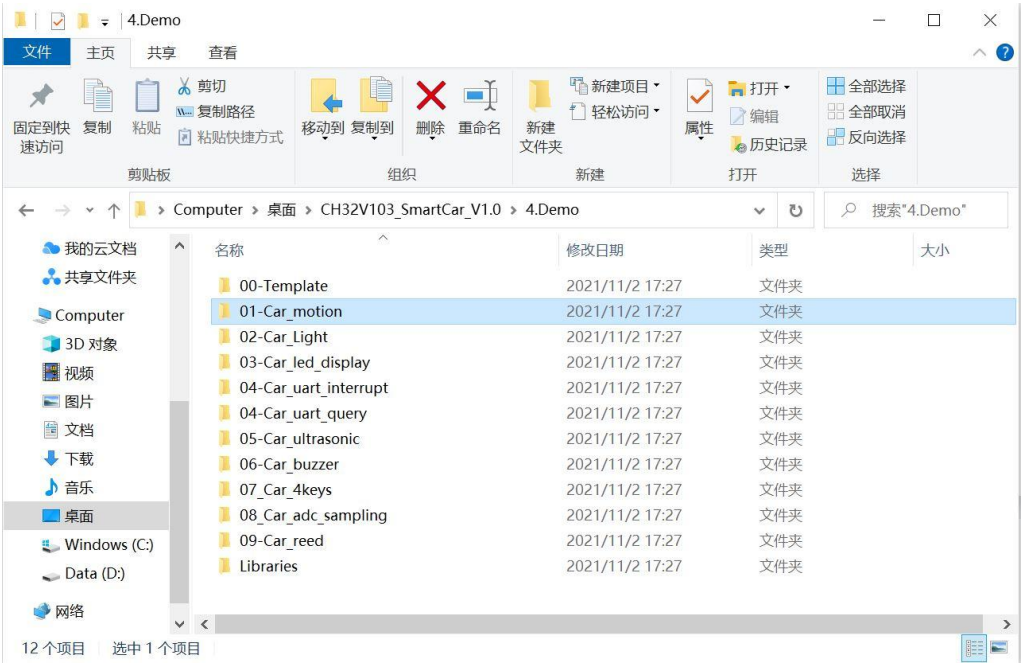 4.Demo
文件 主页 共享 查看
固定到快速访问 复制 粘贴 剪切 复制路径 粘贴快捷方式
移动到 复制到 删除 重命名
新建文件夹 新建项目 轻松访问
属性 打开 编辑 历史记录
全部选择 全部取消 反向选择
剪贴板 组织 新建 打开 选择
Computer 桌面 CH32V103_SmartCar_V1.0 4.Demo 搜索"4.Demo"
我的云文档
共享文件夹
Computer
3D 对象
视频
图片
文档
下载
音乐
桌面
Windows (C:)
Data (D:)
网络
名称 修改日期 类型 大小
00-Template 2021/11/2 17:27 文件夹
01-Car_motion 2021/11/2 17:27 文件夹
02-Car_Light 2021/11/2 17:27 文件夹
03-Car_led_display 2021/11/2 17:27 文件夹
04-Car_uart_interrupt 2021/11/2 17:27 文件夹
04-Car_uart_query 2021/11/2 17:27 文件夹
05-Car_ultrasonic 2021/11/2 17:27 文件夹
06-Car_buzzer 2021/11/2 17:27 文件夹
07_Car_4keys 2021/11/2 17:27 文件夹
08_Car_adc_sampling 2021/11/2 17:27 文件夹
09-Car_reed 2021/11/2 17:27 文件夹
Libraries 2021/11/2 17:27 文件夹
12 个项目 选中 1 个项目